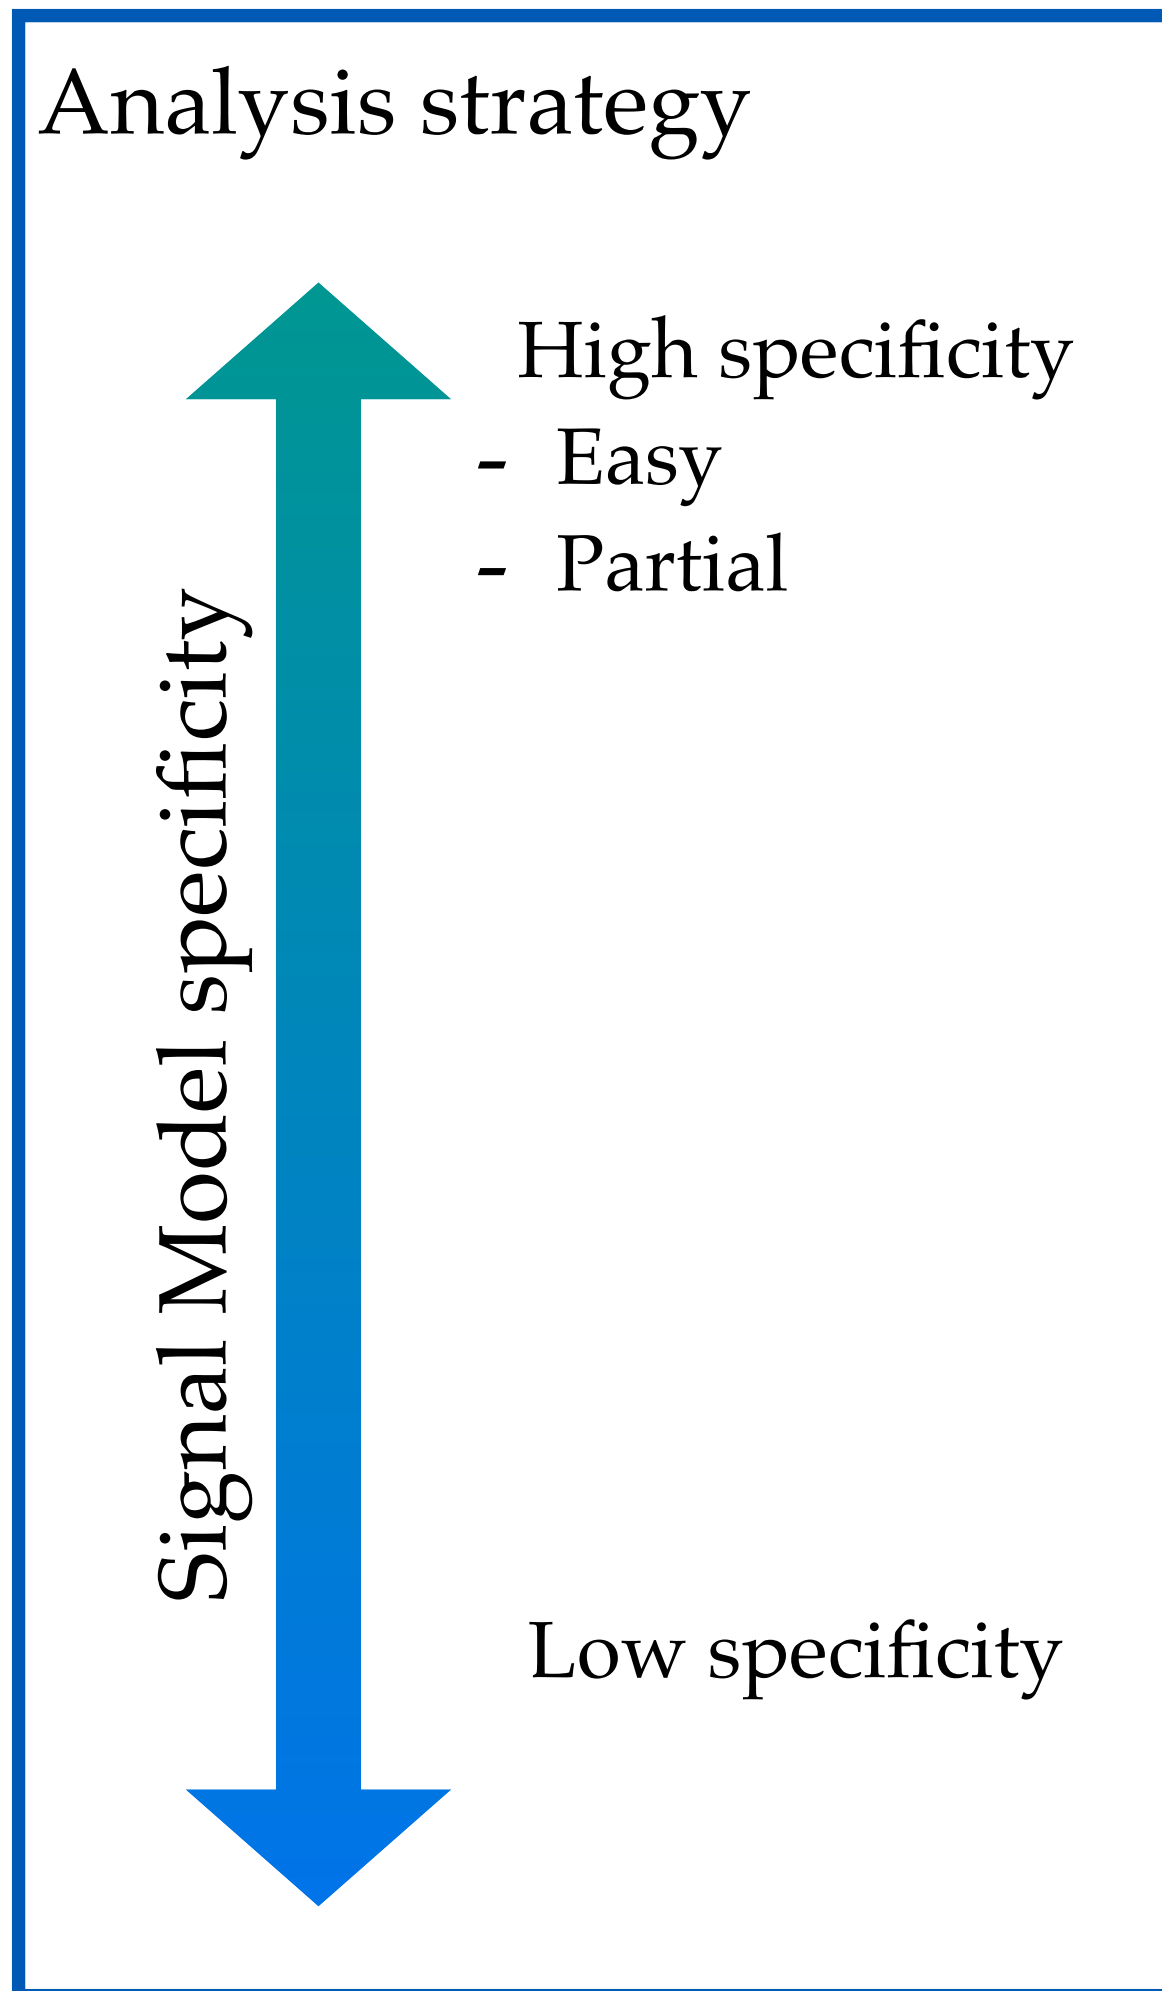 Analysis strategy
High specificity
- Easy
- Partial
Signal Model specificity
Low specificity